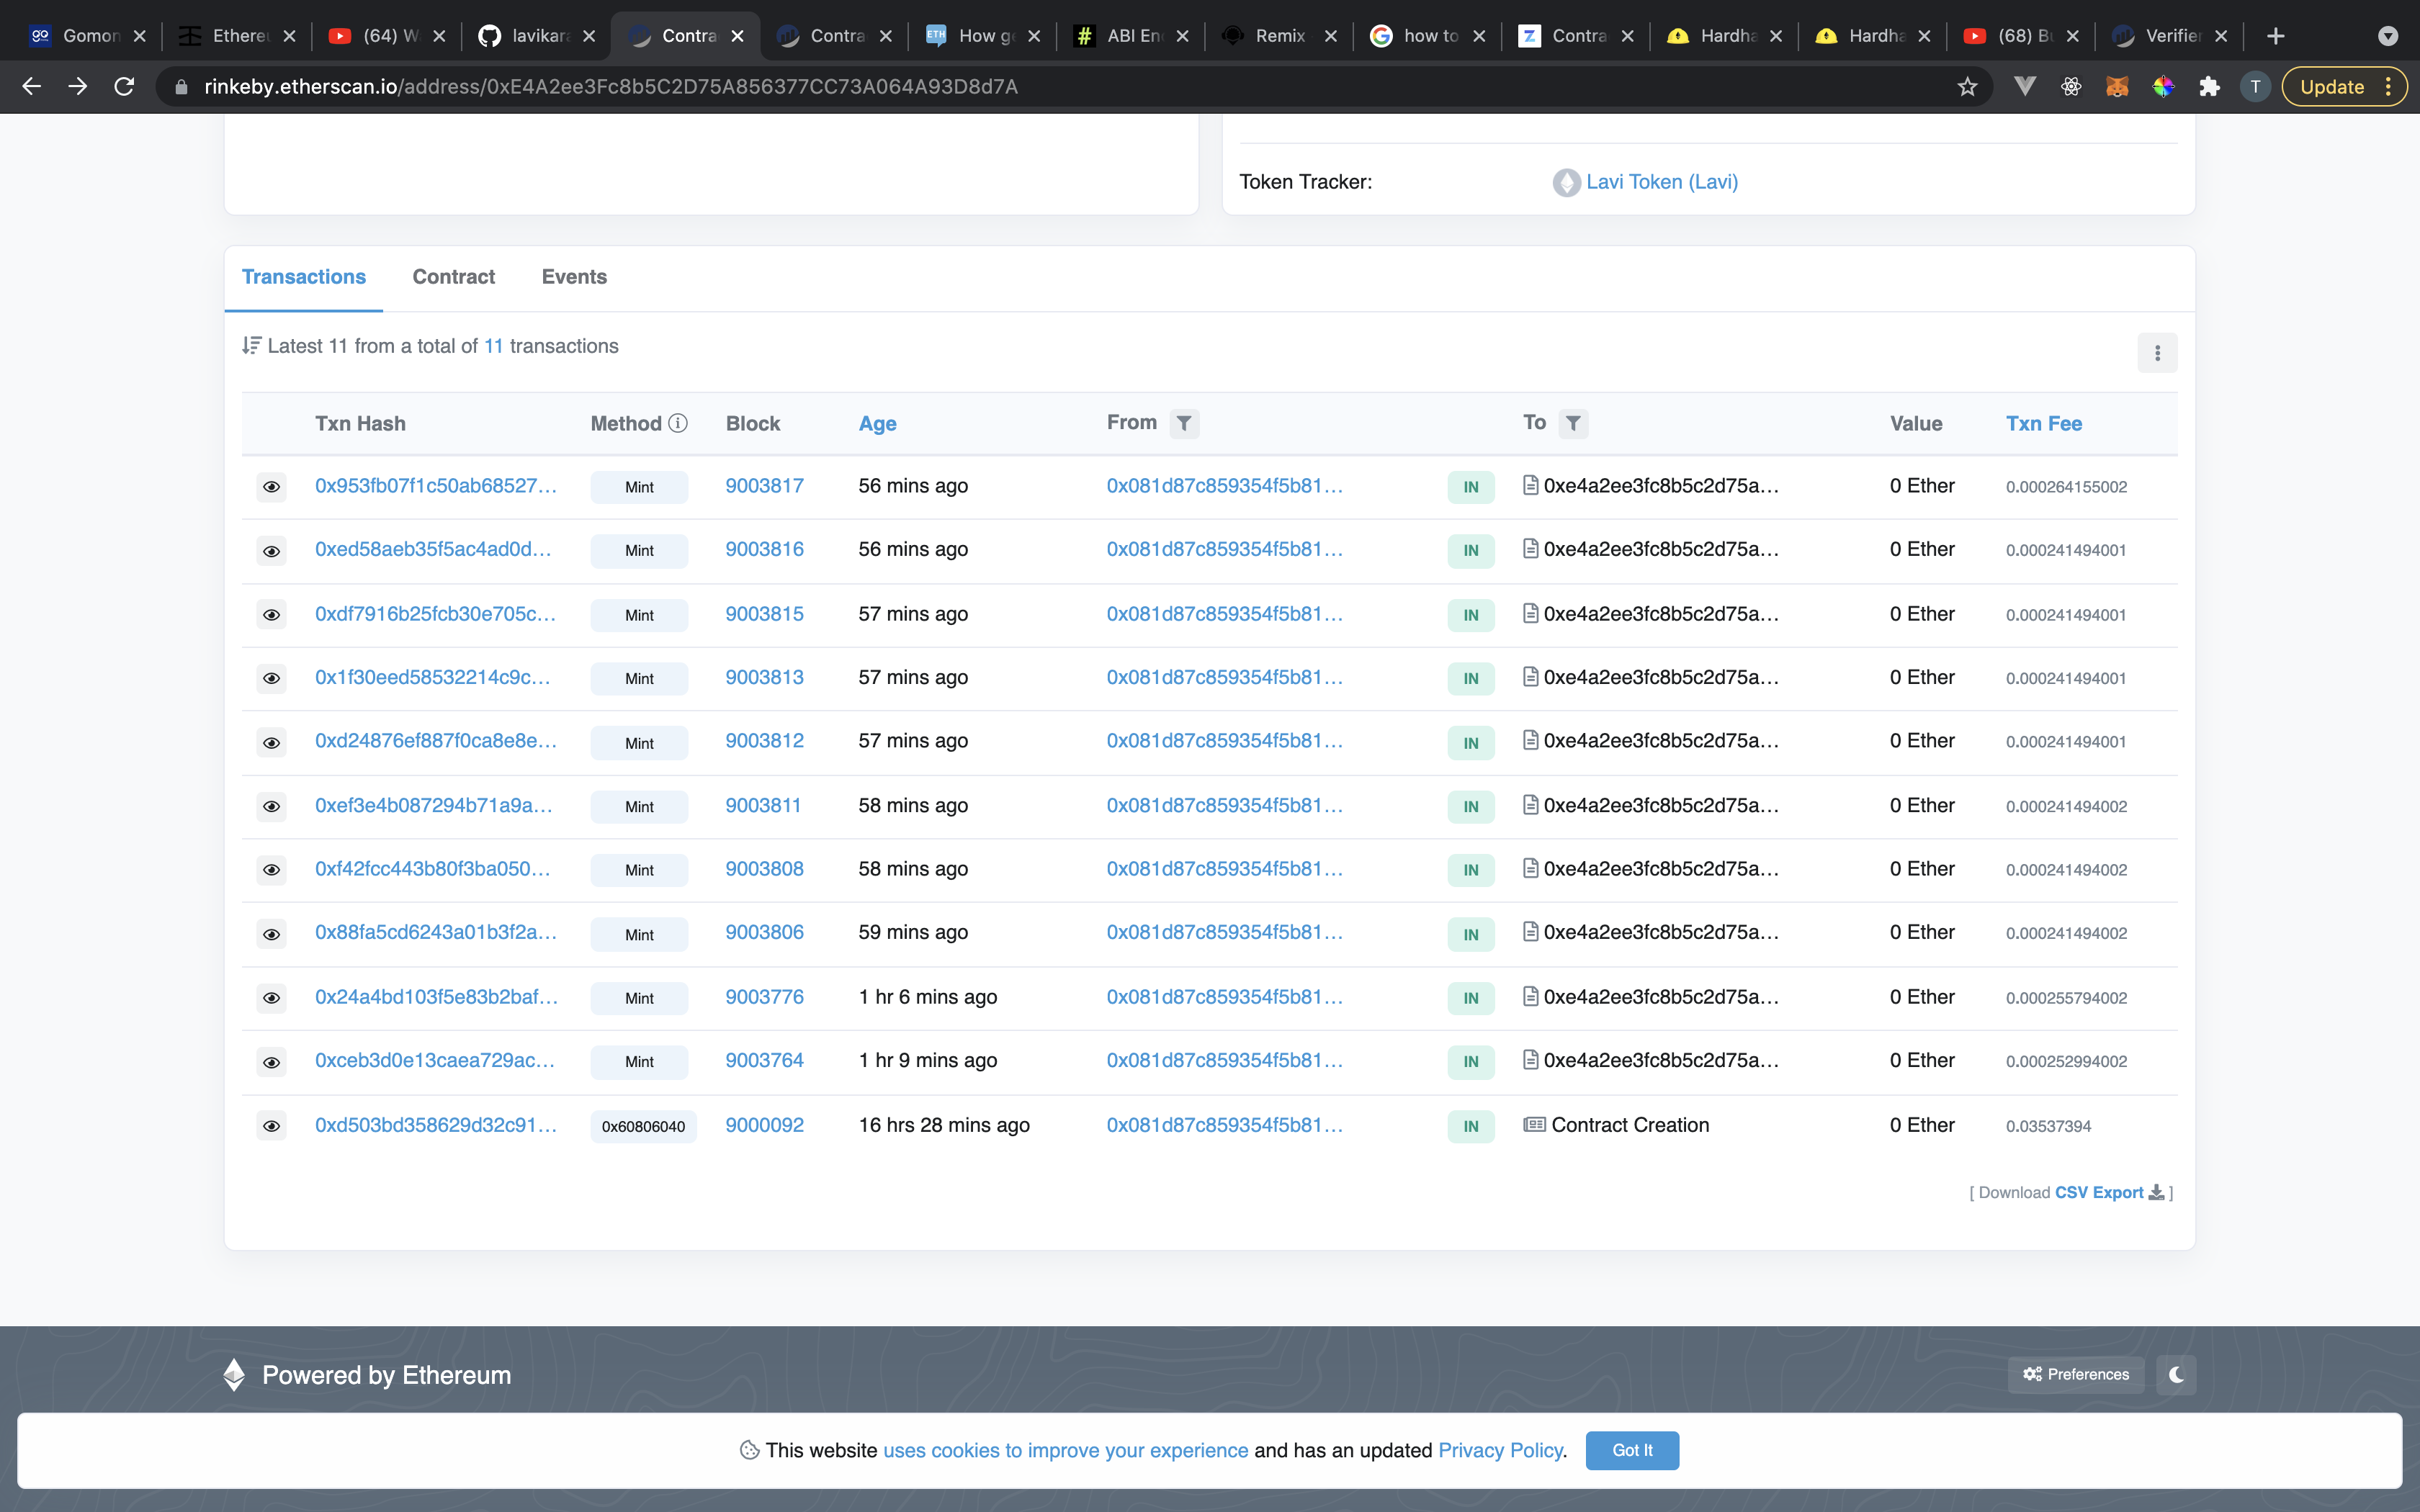 Gomon Ethereu (64) W lavikara Contra Contra How ge ABI En Remix how to Contra Hardha Hardha (68) Bu Verifier
rinkeby.etherscan.io/address/0xE4A2ee3Fc8b5C2D75A856377CC73A064A93D8d7A T Update
Token Tracker: Lavi Token (Lavi)
Transactions Contract Events
Latest 11 from a total of 11 transactions
Txn Hash Method Block Age From To Value Txn Fee
0x953fb07f1c50ab68527... Mint 9003817 56 mins ago 0x081d87c859354f5b81... IN 0xe4a2ee3fc8b5c2d75a... 0 Ether 0.000264155002
0xed58aeb35f5ac4ad0d... Mint 9003816 56 mins ago 0x081d87c859354f5b81... IN 0xe4a2ee3fc8b5c2d75a... 0 Ether 0.000241494001
0xdf7916b25fcb30e705c... Mint 9003815 57 mins ago 0x081d87c859354f5b81... IN 0xe4a2ee3fc8b5c2d75a... 0 Ether 0.000241494001
0x1f30eed58532214c9c... Mint 9003813 57 mins ago 0x081d87c859354f5b81... IN 0xe4a2ee3fc8b5c2d75a... 0 Ether 0.000241494001
0xd24876ef887f0ca8e8e... Mint 9003812 57 mins ago 0x081d87c859354f5b81... IN 0xe4a2ee3fc8b5c2d75a... 0 Ether 0.000241494001
0xef3e4b087294b71a9a... Mint 9003811 58 mins ago 0x081d87c859354f5b81... IN 0xe4a2ee3fc8b5c2d75a... 0 Ether 0.000241494002
0xf42fcc443b80f3ba050... Mint 9003808 58 mins ago 0x081d87c859354f5b81... IN 0xe4a2ee3fc8b5c2d75a... 0 Ether 0.000241494002
0x88fa5cd6243a01b3f2a... Mint 9003806 59 mins ago 0x081d87c859354f5b81... IN 0xe4a2ee3fc8b5c2d75a... 0 Ether 0.000241494002
0x24a4bd103f5e83b2baf... Mint 9003776 1 hr 6 mins ago 0x081d87c859354f5b81... IN 0xe4a2ee3fc8b5c2d75a... 0 Ether 0.000255794002
0xceb3d0e13caea729ac... Mint 9003764 1 hr 9 mins ago 0x081d87c859354f5b81... IN 0xe4a2ee3fc8b5c2d75a... 0 Ether 0.000252994002
0xd503bd358629d32c91... 0x60806040 9000092 16 hrs 28 mins ago 0x081d87c859354f5b81... IN Contract Creation 0 Ether 0.03537394
[ Download CSV Export ]
Powered by Ethereum Preferences
This website uses cookies to improve your experience and has an updated Privacy Policy. Got It